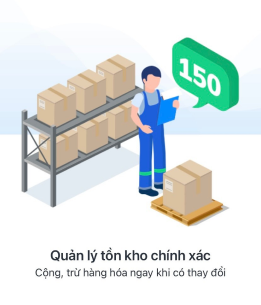 150
Quản lý tồn kho chính xác
Cộng, trừ hàng hóa ngay khi có thay đổi